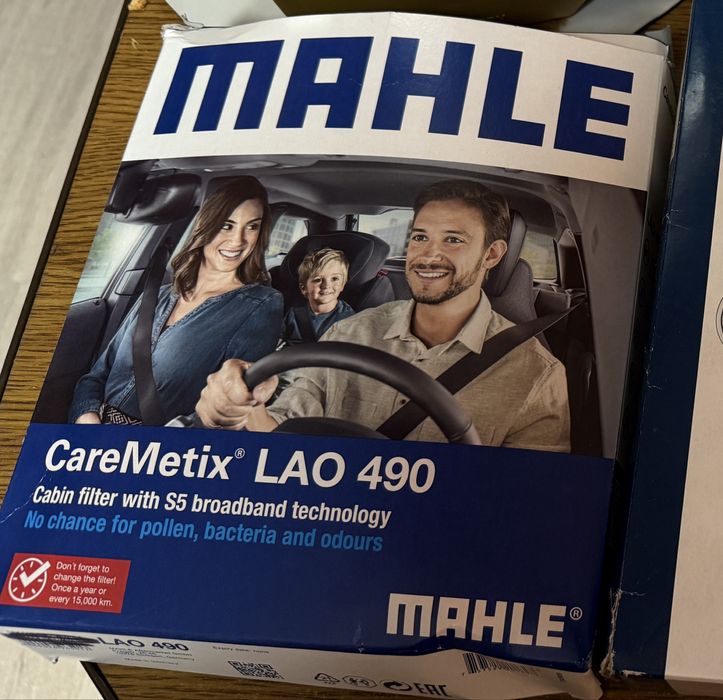 MAHLE
CareMetix® LAO 490
Cabin filter with S5 broadband technology
No chance for pollen, bacteria and odours
Don't forget to
change the filter!
Once a year or
every 15,000 km.
MAHLE®
LAO 490
EAC